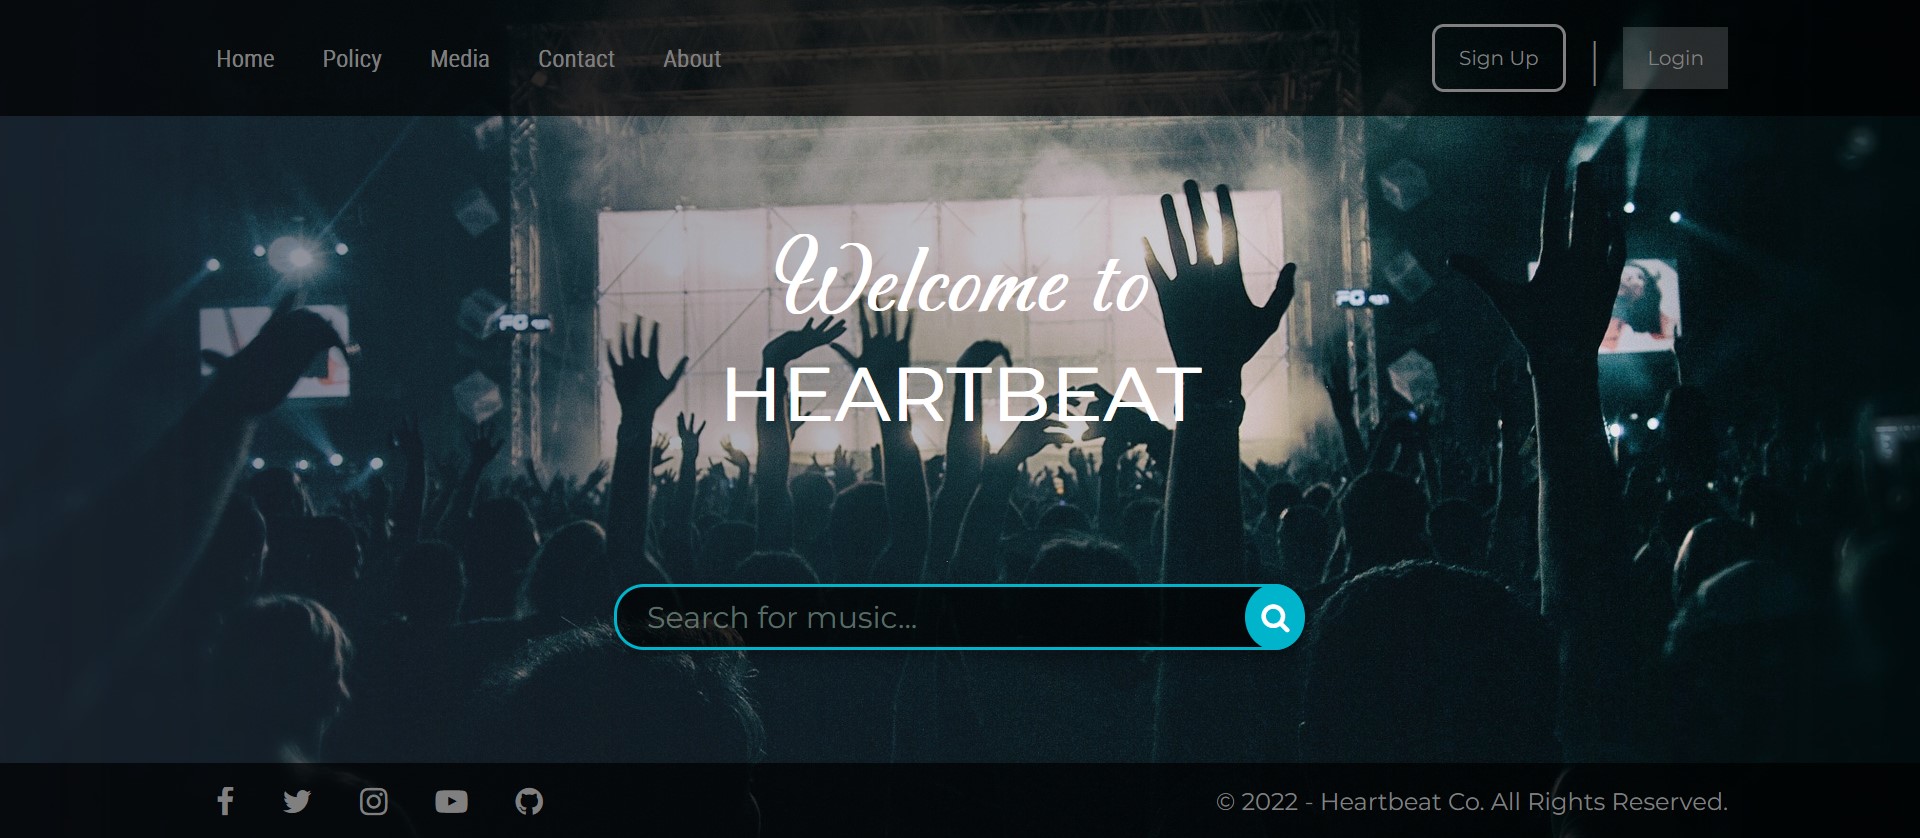 Home Policy Media Contact About Sign Up | Login
Welcome to
HEARTBEAT
Search for music...
© 2022 - Heartbeat Co. All Rights Reserved.